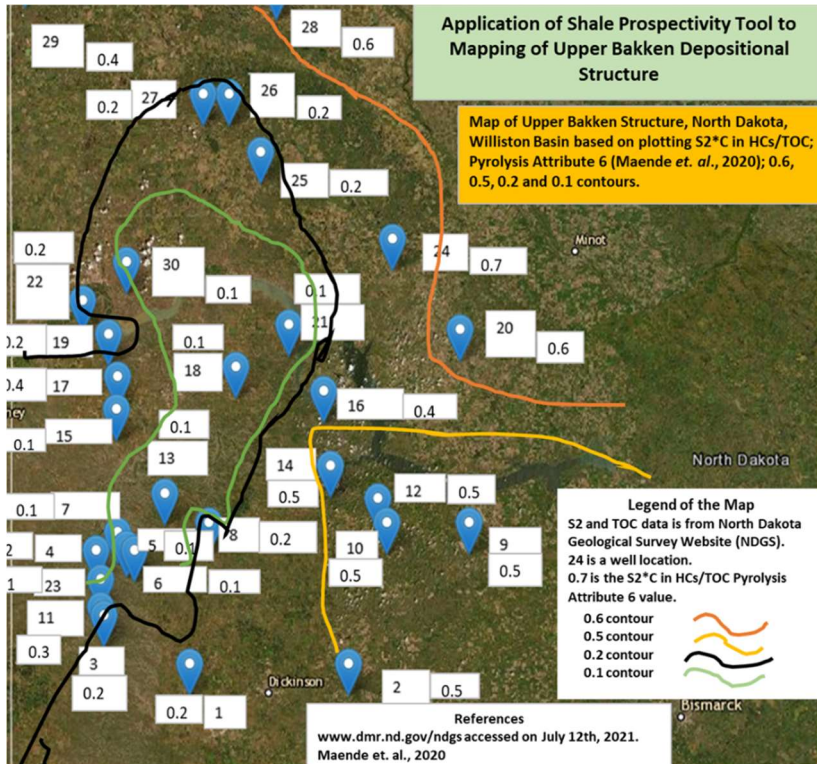 Application of Shale Prospectivity Tool to
Mapping of Upper Bakken Depositional
Structure
Map of Upper Bakken Structure, North Dakota,
Williston Basin based on plotting S2*C in HCs/TOC;
Pyrolysis Attribute 6 (Maende et. al., 2020); 0.6,
0.5, 0.2 and 0.1 contours.
29
0.4
28
0.6
0.2
27
26
0.2
25
0.2
24
0.7
Minot
0.2
22
30
0.1
0.1
21
20
0.6
0.2
19
0.1
18
0.4
17
16
0.4
0.1
15
0.1
13
14
0.5
12
0.5
North Dakota
0.1
7
4
5
0.1
8
0.2
10
0.5
9
0.5
23
6
0.1
11
0.3
3
0.2
0.2
1
Dickinson
2
0.5
Legend of the Map
S2 and TOC data is from North Dakota
Geological Survey Website (NDGS).
24 is a well location.
0.7 is the S2*C in HCs/TOC Pyrolysis
Attribute 6 value.
0.6 contour
0.5 contour
0.2 contour
0.1 contour
Bismarck
References
www.dmr.nd.gov/ndgs accessed on July 12th, 2021.
Maende et. al., 2020